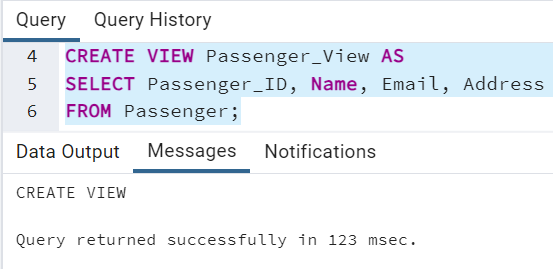 Query Query History
4 CREATE VIEW Passenger_View AS
5 SELECT Passenger_ID, Name, Email, Address
6 FROM Passenger;
Data Output Messages Notifications
CREATE VIEW
Query returned successfully in 123 msec.